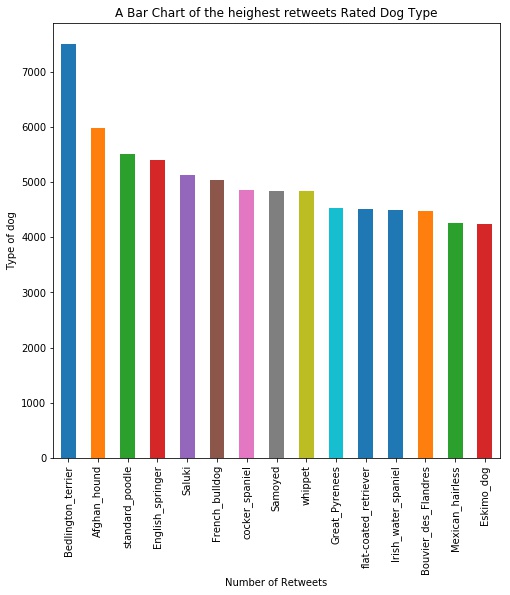 A Bar Chart of the heighest retweets Rated Dog Type
Type of dog
7000
6000
5000
4000
3000
2000
1000
0
Bedlington_terrier
Afghan_hound
standard_poodle
English_springer
Saluki
French_bulldog
cocker_spaniel
Samoyed
whippet
Great_Pyrenees
flat-coated_retriever
Irish_water_spaniel
Bouvier_des_Flandres
Mexican_hairless
Eskimo_dog
Number of Retweets